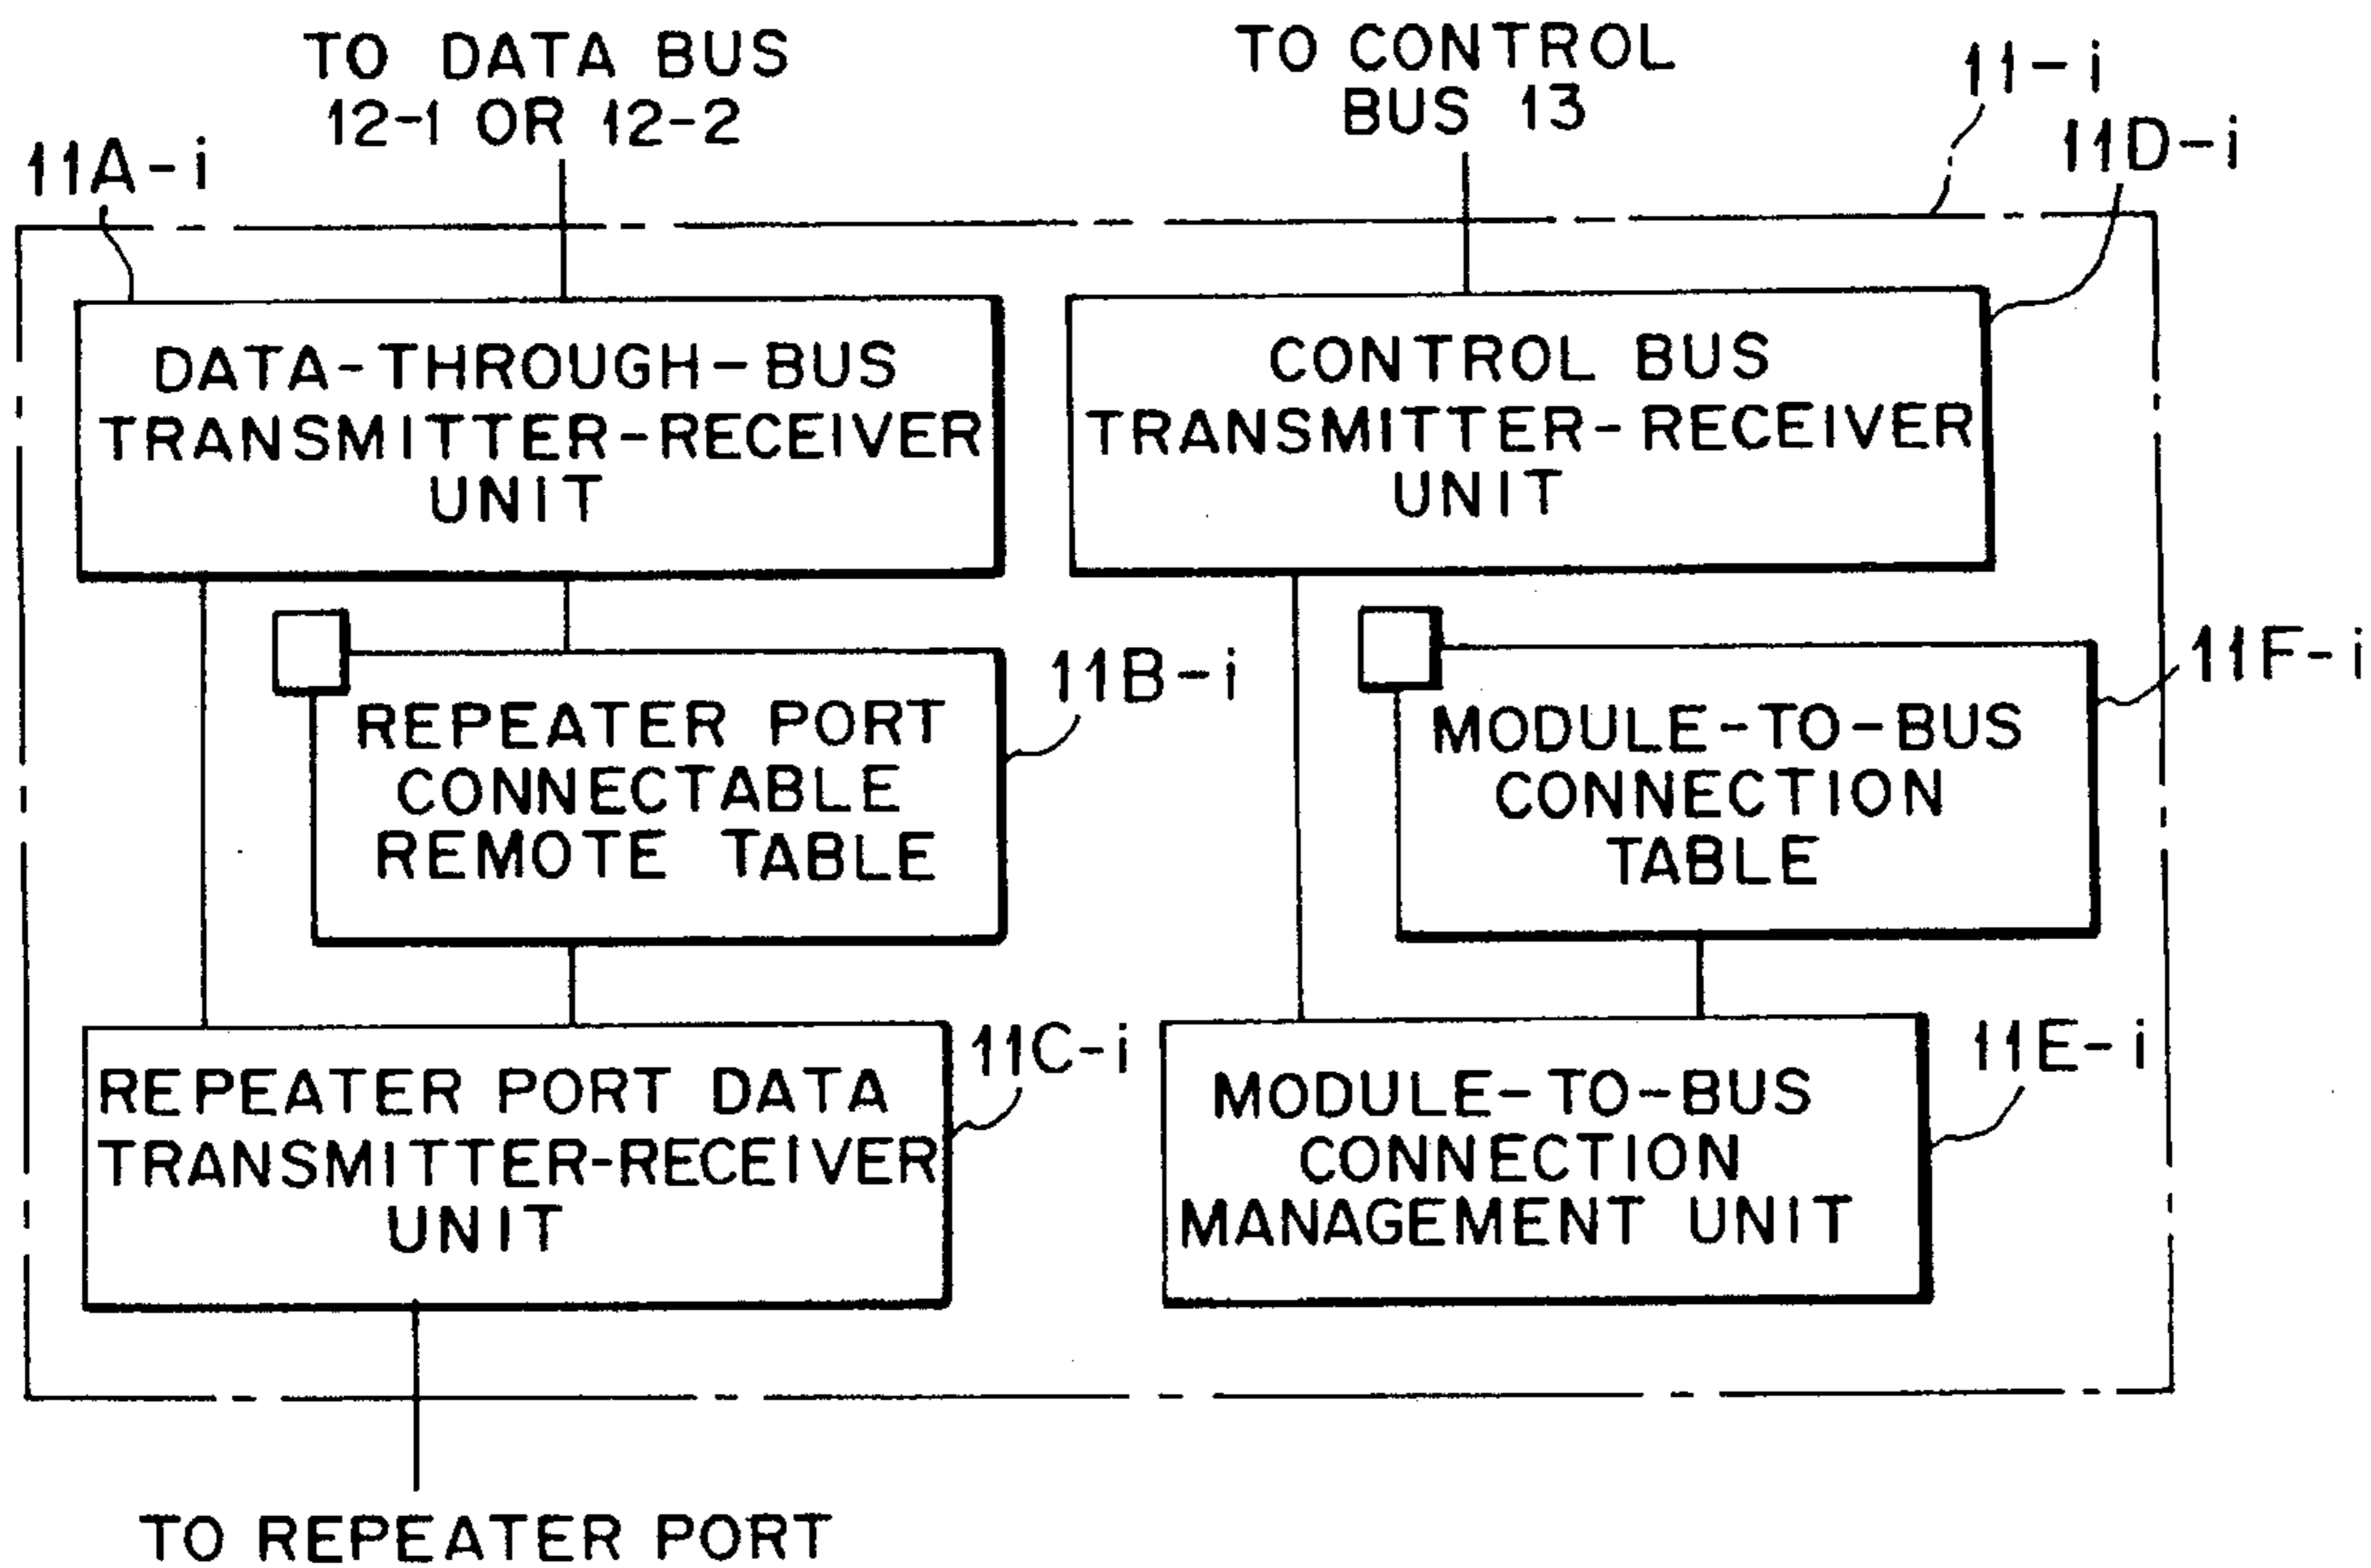 TO DATA BUS
12-1 OR 12-2
TO CONTROL
BUS 13
11-i
11A-i
11D-i
DATA-THROUGH-BUS
TRANSMITTER-RECEIVER
UNIT
CONTROL BUS
TRANSMITTER-RECEIVER
UNIT
REPEATER PORT
CONNECTABLE
REMOTE TABLE
11B-i
MODULE-TO-BUS
CONNECTION
TABLE
11F-i
REPEATER PORT DATA
TRANSMITTER-RECEIVER
UNIT
11C-i
MODULE-TO-BUS
CONNECTION
MANAGEMENT UNIT
11E-i
TO REPEATER PORT